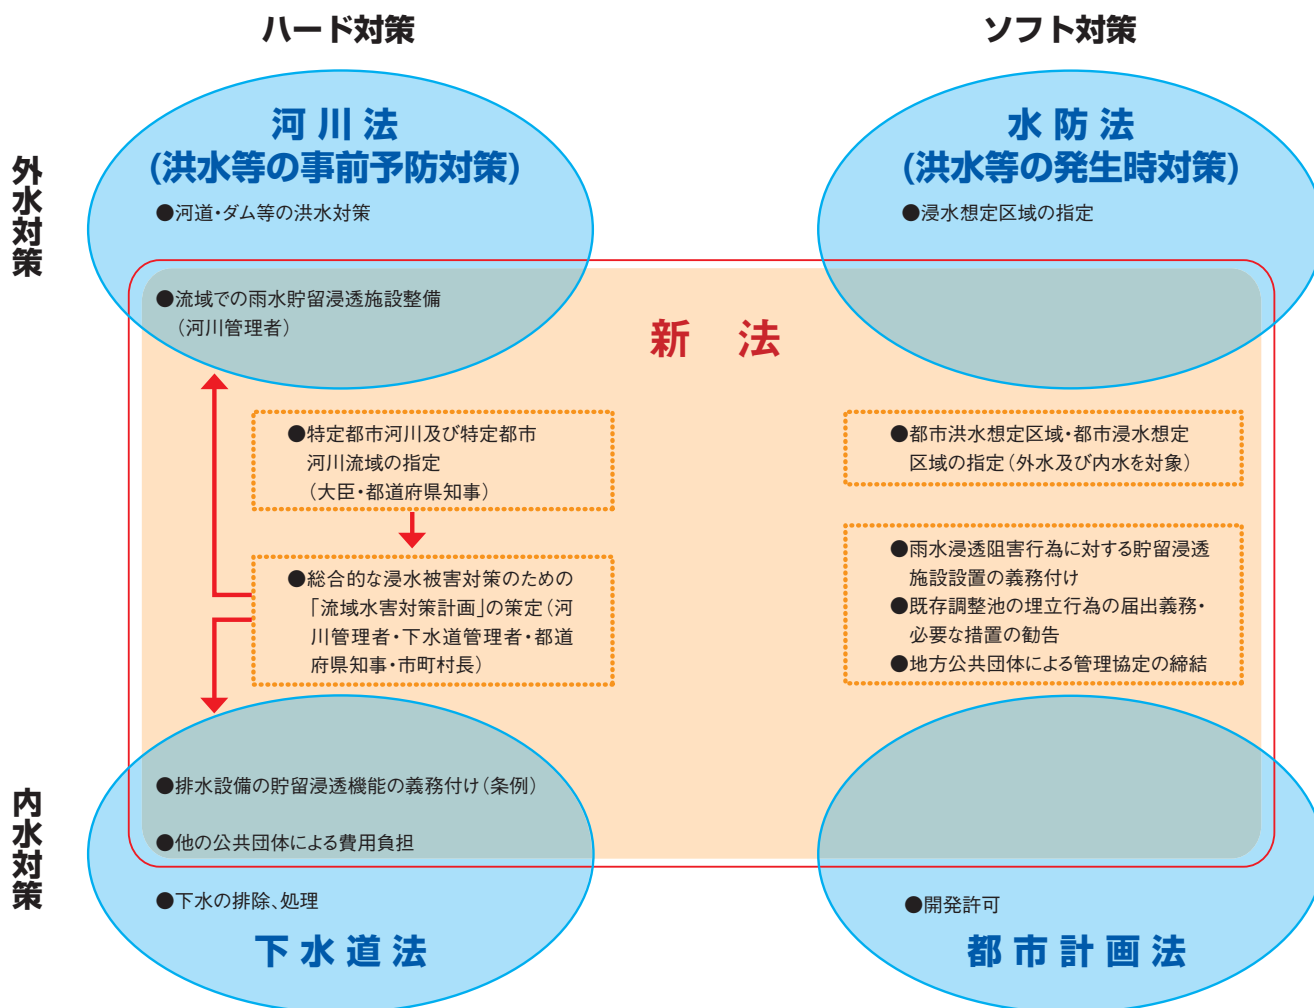 ハード対策
ソフト対策
外水対策
河川法
(洪水等の事前予防対策)
●河道・ダム等の洪水対策
●流域での雨水貯留浸透施設整備
(河川管理者)
水防法
(洪水等の発生時対策)
●浸水想定区域の指定
新 法
●特定都市河川及び特定都市
河川流域の指定
(大臣・都道府県知事)
●総合的な浸水被害対策のための
「流域水害対策計画」の策定(河
川管理者・下水道管理者・都道
府県知事・市町村長)
●都市洪水想定区域・都市浸水想定
区域の指定(外水及び内水を対象)
●雨水浸透阻害行為に対する貯留浸透
施設設置の義務付け
●既存調整池の埋立行為の届出義務・
必要な措置の勧告
●地方公共団体による管理協定の締結
内水対策
●排水設備の貯留浸透機能の義務付け(条例)
●他の公共団体による費用負担
●下水の排除、処理
下水道法
●開発許可
都市計画法